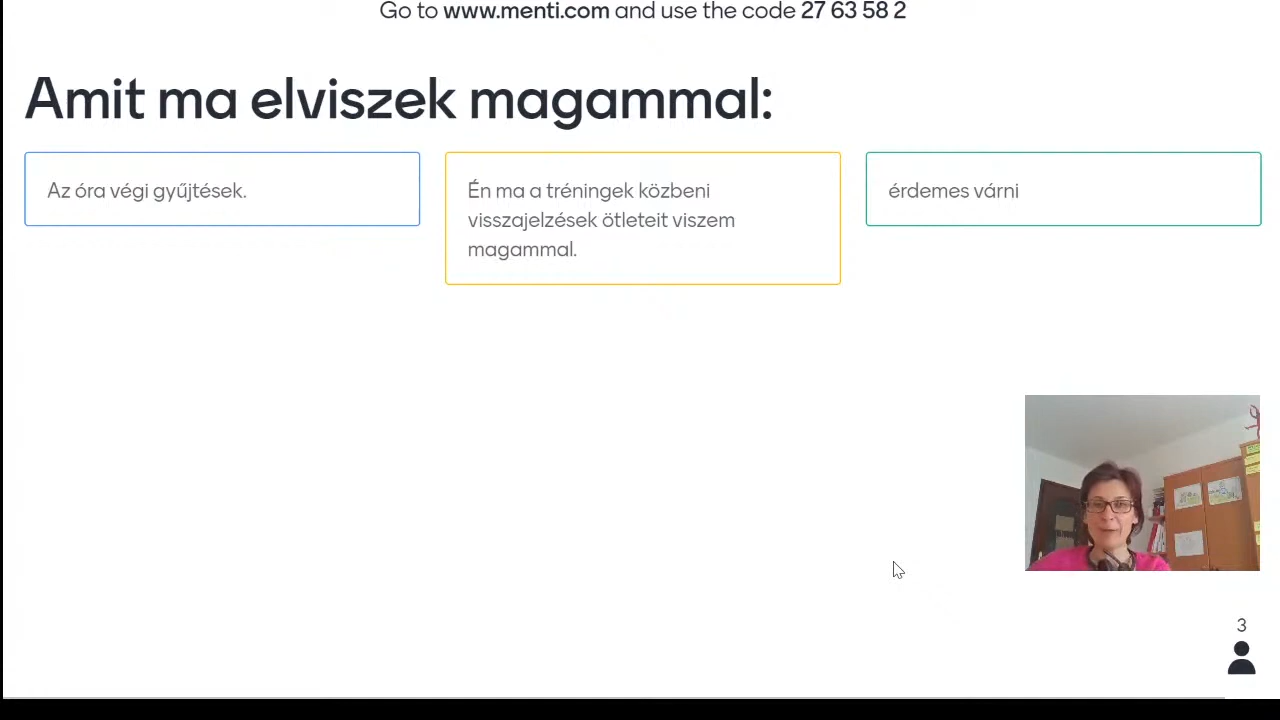 Go to www.menti.com and use the code 27 63 58 2
Amit ma elviszek magammal:
Az óra végi gyűjtések.
Én ma a tréningek közbeni
visszajelzések ötleteit viszem
magammal.
érdemes várni
3